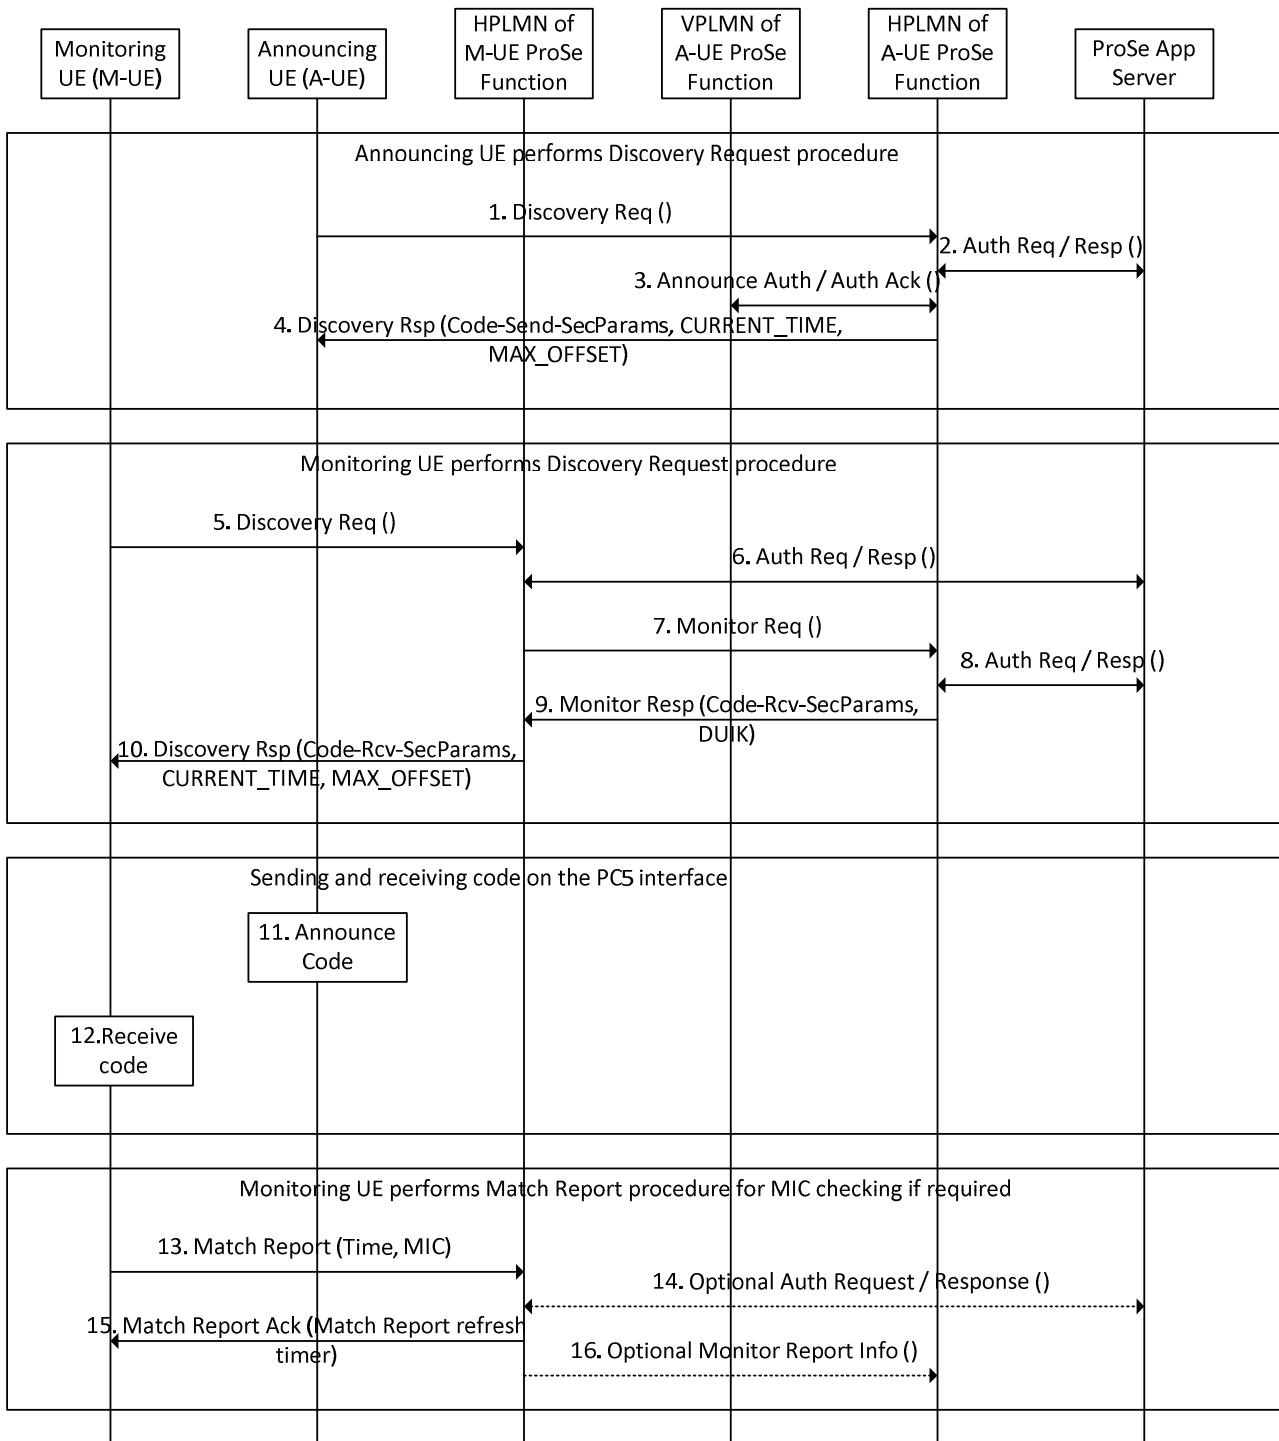 Monitoring
UE (M-UE)
Announcing
UE (A-UE)
HPLMN of
M-UE ProSe
Function
VPLMN of
A-UE ProSe
Function
HPLMN of
A-UE ProSe
Function
ProSe App
Server
Announcing UE performs Discovery Request procedure
1. Discovery Req ()
2. Auth Req / Resp ()
3. Announce Auth / Auth Ack ()
4. Discovery Rsp (Code-Send-SecParams, CURRENT_TIME,
MAX_OFFSET)
Monitoring UE performs Discovery Request procedure
5. Discovery Req ()
6. Auth Req / Resp ()
7. Monitor Req ()
8. Auth Req / Resp ()
9. Monitor Resp (Code-Rcv-SecParams,
DUIK)
10. Discovery Rsp (Code-Rcv-SecParams,
CURRENT_TIME, MAX_OFFSET)
Sending and receiving code on the PC5 interface
11. Announce
Code
12.Receive
code
Monitoring UE performs Match Report procedure for MIC checking if required
13. Match Report (Time, MIC)
14. Optional Auth Request / Response ()
15. Match Report Ack (Match Report refresh
timer)
16. Optional Monitor Report Info ()